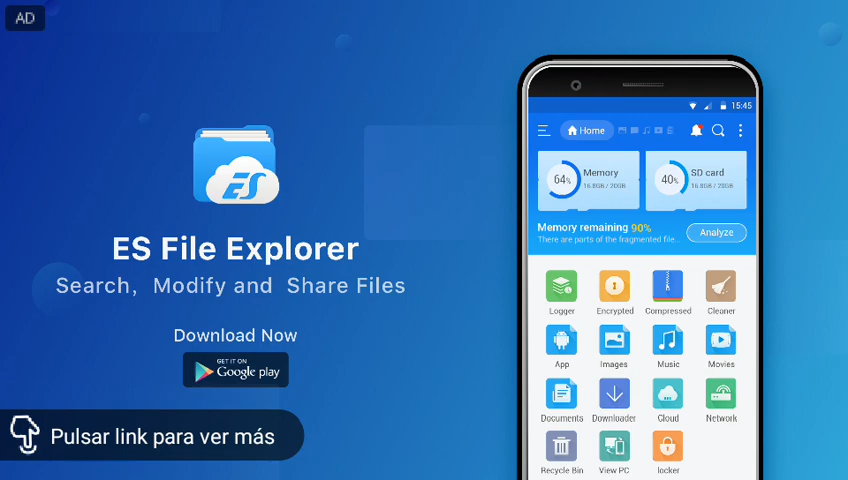 AD
ES
ES File Explorer
Search, Modify and Share Files
Download Now
GET IT ON
Google play
Pulsar link para ver más
15:45
Home
64% Memory
16.8GB / 20GB
40% SD card
16.8GB / 20GB
Memory remaining 90%
There are parts of the fragmented file...
Analyze
Logger Encrypted Compressed Cleaner
App Images Music Movies
Documents Downloader Cloud Network
Recycle Bin View PC locker